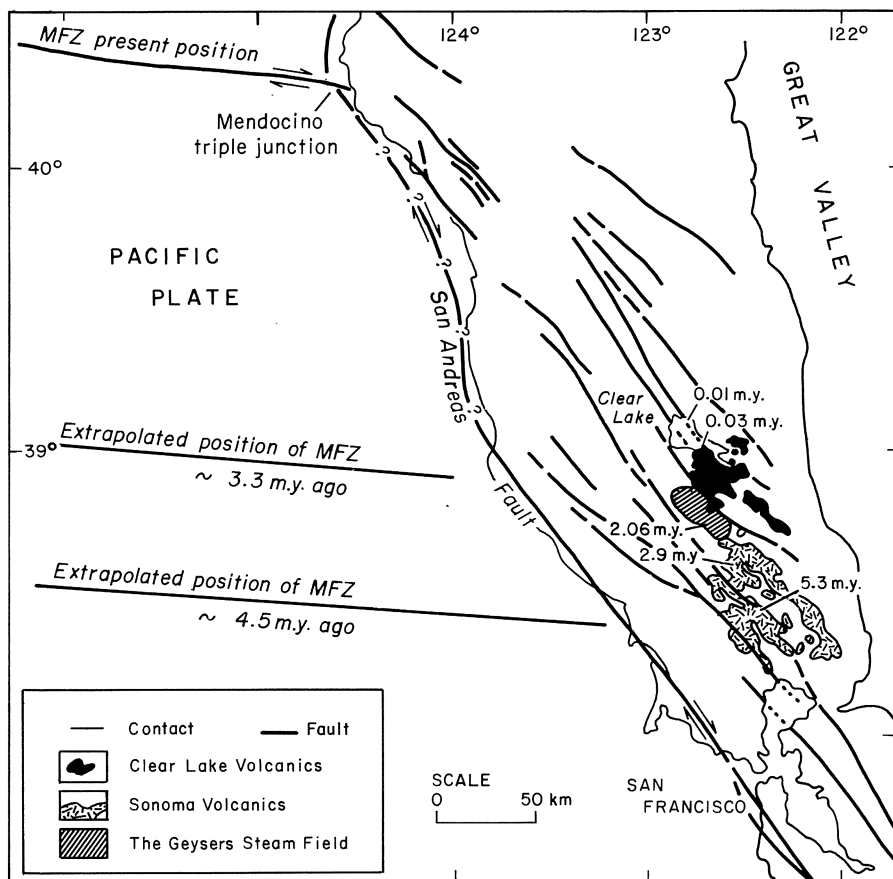 124°
123°
122°
MFZ present position
Mendocino
triple junction
40°
GREAT VALLEY
PACIFIC
PLATE
?
?
?
?
?
San Andreas
Fault
Clear
Lake
0.01 m.y.
0.03 m.y.
39°
Extrapolated position of MFZ
~ 3.3 m.y. ago
2.06 m.y.
2.9 m.y
5.3 m.y.
Extrapolated position of MFZ
~ 4.5 m.y. ago
Contact
Fault
Clear Lake Volcanics
Sonoma Volcanics
The Geysers Steam Field
SCALE
0 50 km
SAN
FRANCISCO